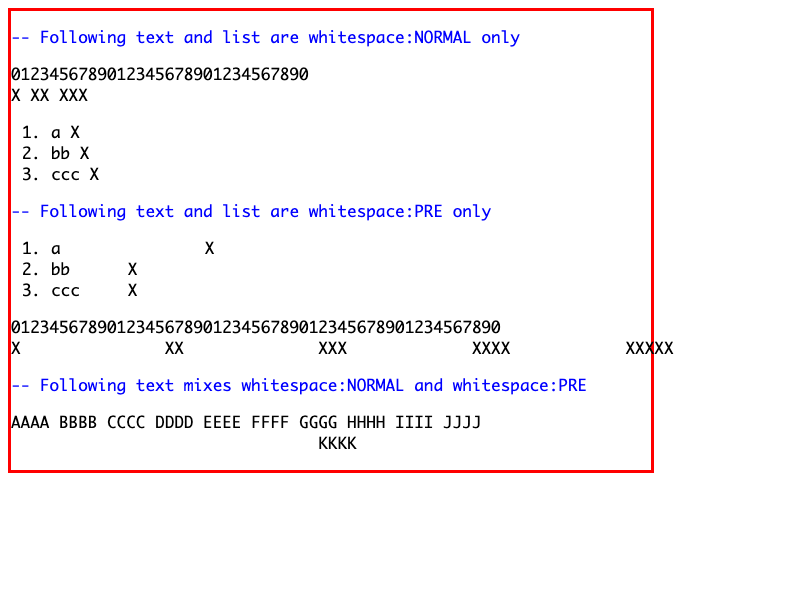 -- Following text and list are whitespace:NORMAL only
0123456789012345678901234567890
X XX XXX
1. a X
2. bb X
3. ccc X
-- Following text and list are whitespace:PRE only
1. a               X
2. bb      X
3. ccc     X
012345678901234567890123456789012345678901234567890
X               XX              XXX             XXXX            XXXXX
-- Following text mixes whitespace:NORMAL and whitespace:PRE
AAAA BBBB CCCC DDDD EEEE FFFF GGGG HHHH IIII JJJJ
                                KKKK